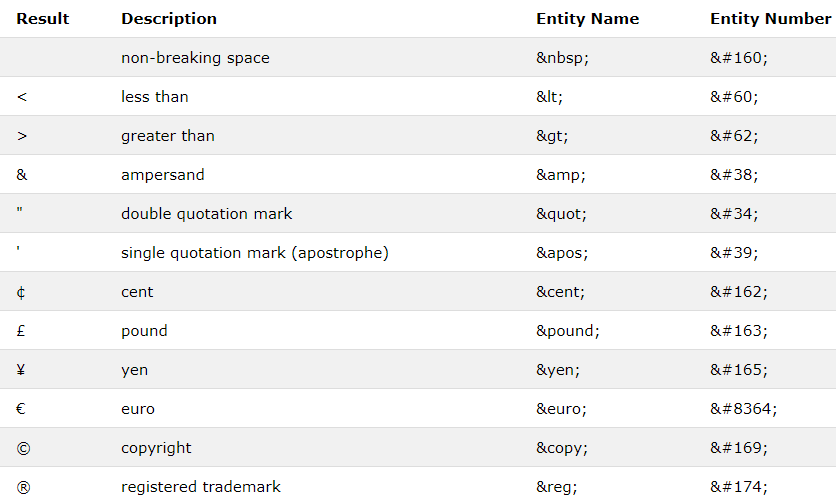 Result Description Entity Name Entity Number
non-breaking space &nbsp; &#160;
< less than &lt; &#60;
> greater than &gt; &#62;
& ampersand &amp; &#38;
" double quotation mark &quot; &#34;
' single quotation mark (apostrophe) &apos; &#39;
¢ cent &cent; &#162;
£ pound &pound; &#163;
¥ yen &yen; &#165;
€ euro &euro; &#8364;
© copyright &copy; &#169;
® registered trademark &reg; &#174;